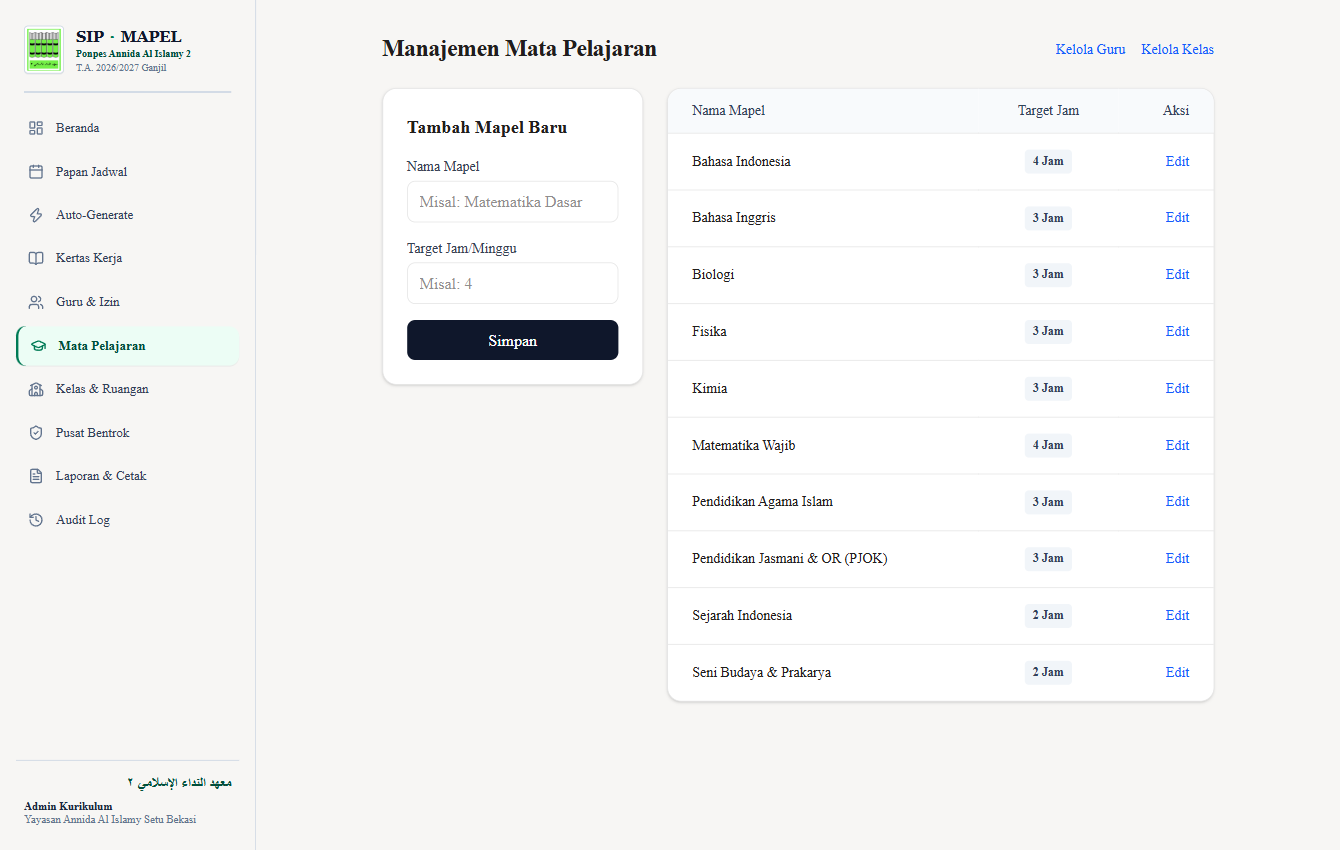 SIP · MAPEL
Ponpes Annida Al Islamy 2
T.A. 2026/2027 Ganjil
Beranda
Papan Jadwal
Auto-Generate
Kertas Kerja
Guru & Izin
Mata Pelajaran
Kelas & Ruangan
Pusat Bentrok
Laporan & Cetak
Audit Log
معهد النداء الإسلامي ٢
Admin Kurikulum
Yayasan Annida Al Islamy Setu Bekasi
Manajemen Mata Pelajaran
Kelola Guru Kelola Kelas
Tambah Mapel Baru
Nama Mapel
Misal: Matematika Dasar
Target Jam/Minggu
Misal: 4
Simpan
Nama Mapel Target Jam Aksi
Bahasa Indonesia 4 Jam Edit
Bahasa Inggris 3 Jam Edit
Biologi 3 Jam Edit
Fisika 3 Jam Edit
Kimia 3 Jam Edit
Matematika Wajib 4 Jam Edit
Pendidikan Agama Islam 3 Jam Edit
Pendidikan Jasmani & OR (PJOK) 3 Jam Edit
Sejarah Indonesia 2 Jam Edit
Seni Budaya & Prakarya 2 Jam Edit